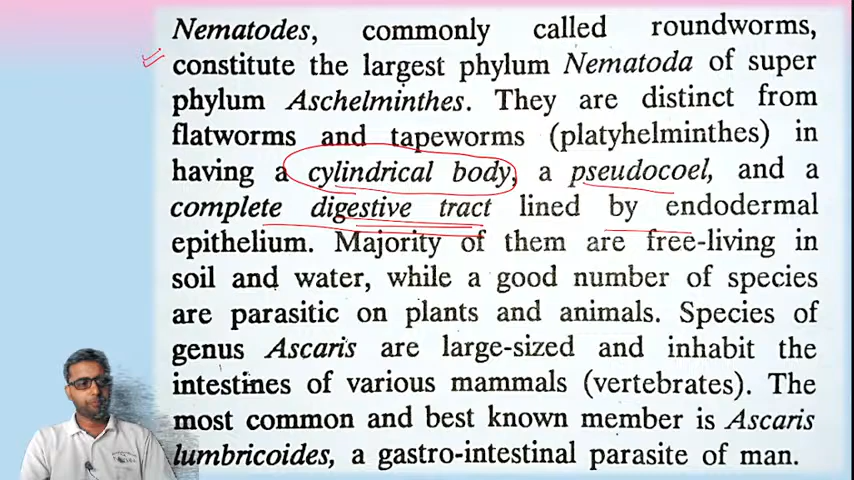 Nematodes, commonly called roundworms,
constitute the largest phylum Nematoda of super
phylum Aschelminthes. They are distinct from
flatworms and tapeworms (platyhelminthes) in
having a cylindrical body, a pseudocoel, and a
complete digestive tract lined by endodermal
epithelium. Majority of them are free-living in
soil and water, while a good number of species
are parasitic on plants and animals. Species of
genus Ascaris are large-sized and inhabit the
intestines of various mammals (vertebrates). The
most common and best known member is Ascaris
lumbricoides, a gastro-intestinal parasite of man.